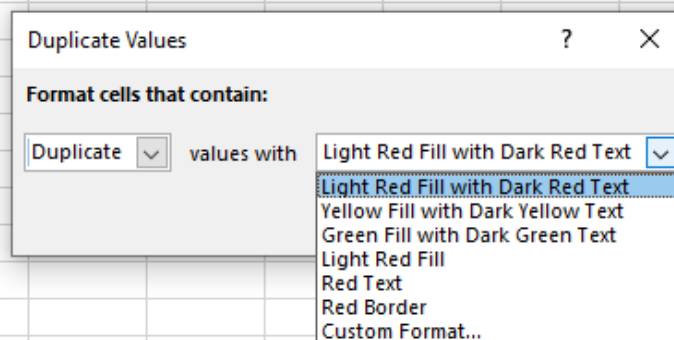 Duplicate Values ?
Format cells that contain:
Duplicate values with Light Red Fill with Dark Red Text
Light Red Fill with Dark Red Text
Yellow Fill with Dark Yellow Text
Green Fill with Dark Green Text
Light Red Fill
Red Text
Red Border
Custom Format...